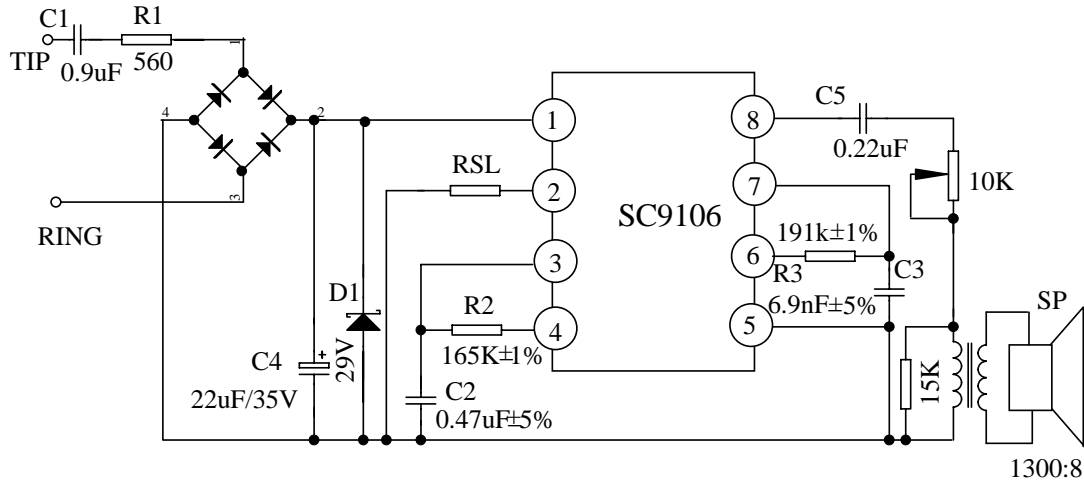 C1
R1
TIP
0.9uF
560
1
4
2
3
RING
1
2
3
4
8
7
6
5
SC9106
RSL
C5
0.22uF
10K
191k±1%
R3
C3
6.9nF±5%
D1
29V
R2
165K±1%
C4
+
22uF/35V
C2
0.47uF±5%
15K
SP
1300:8